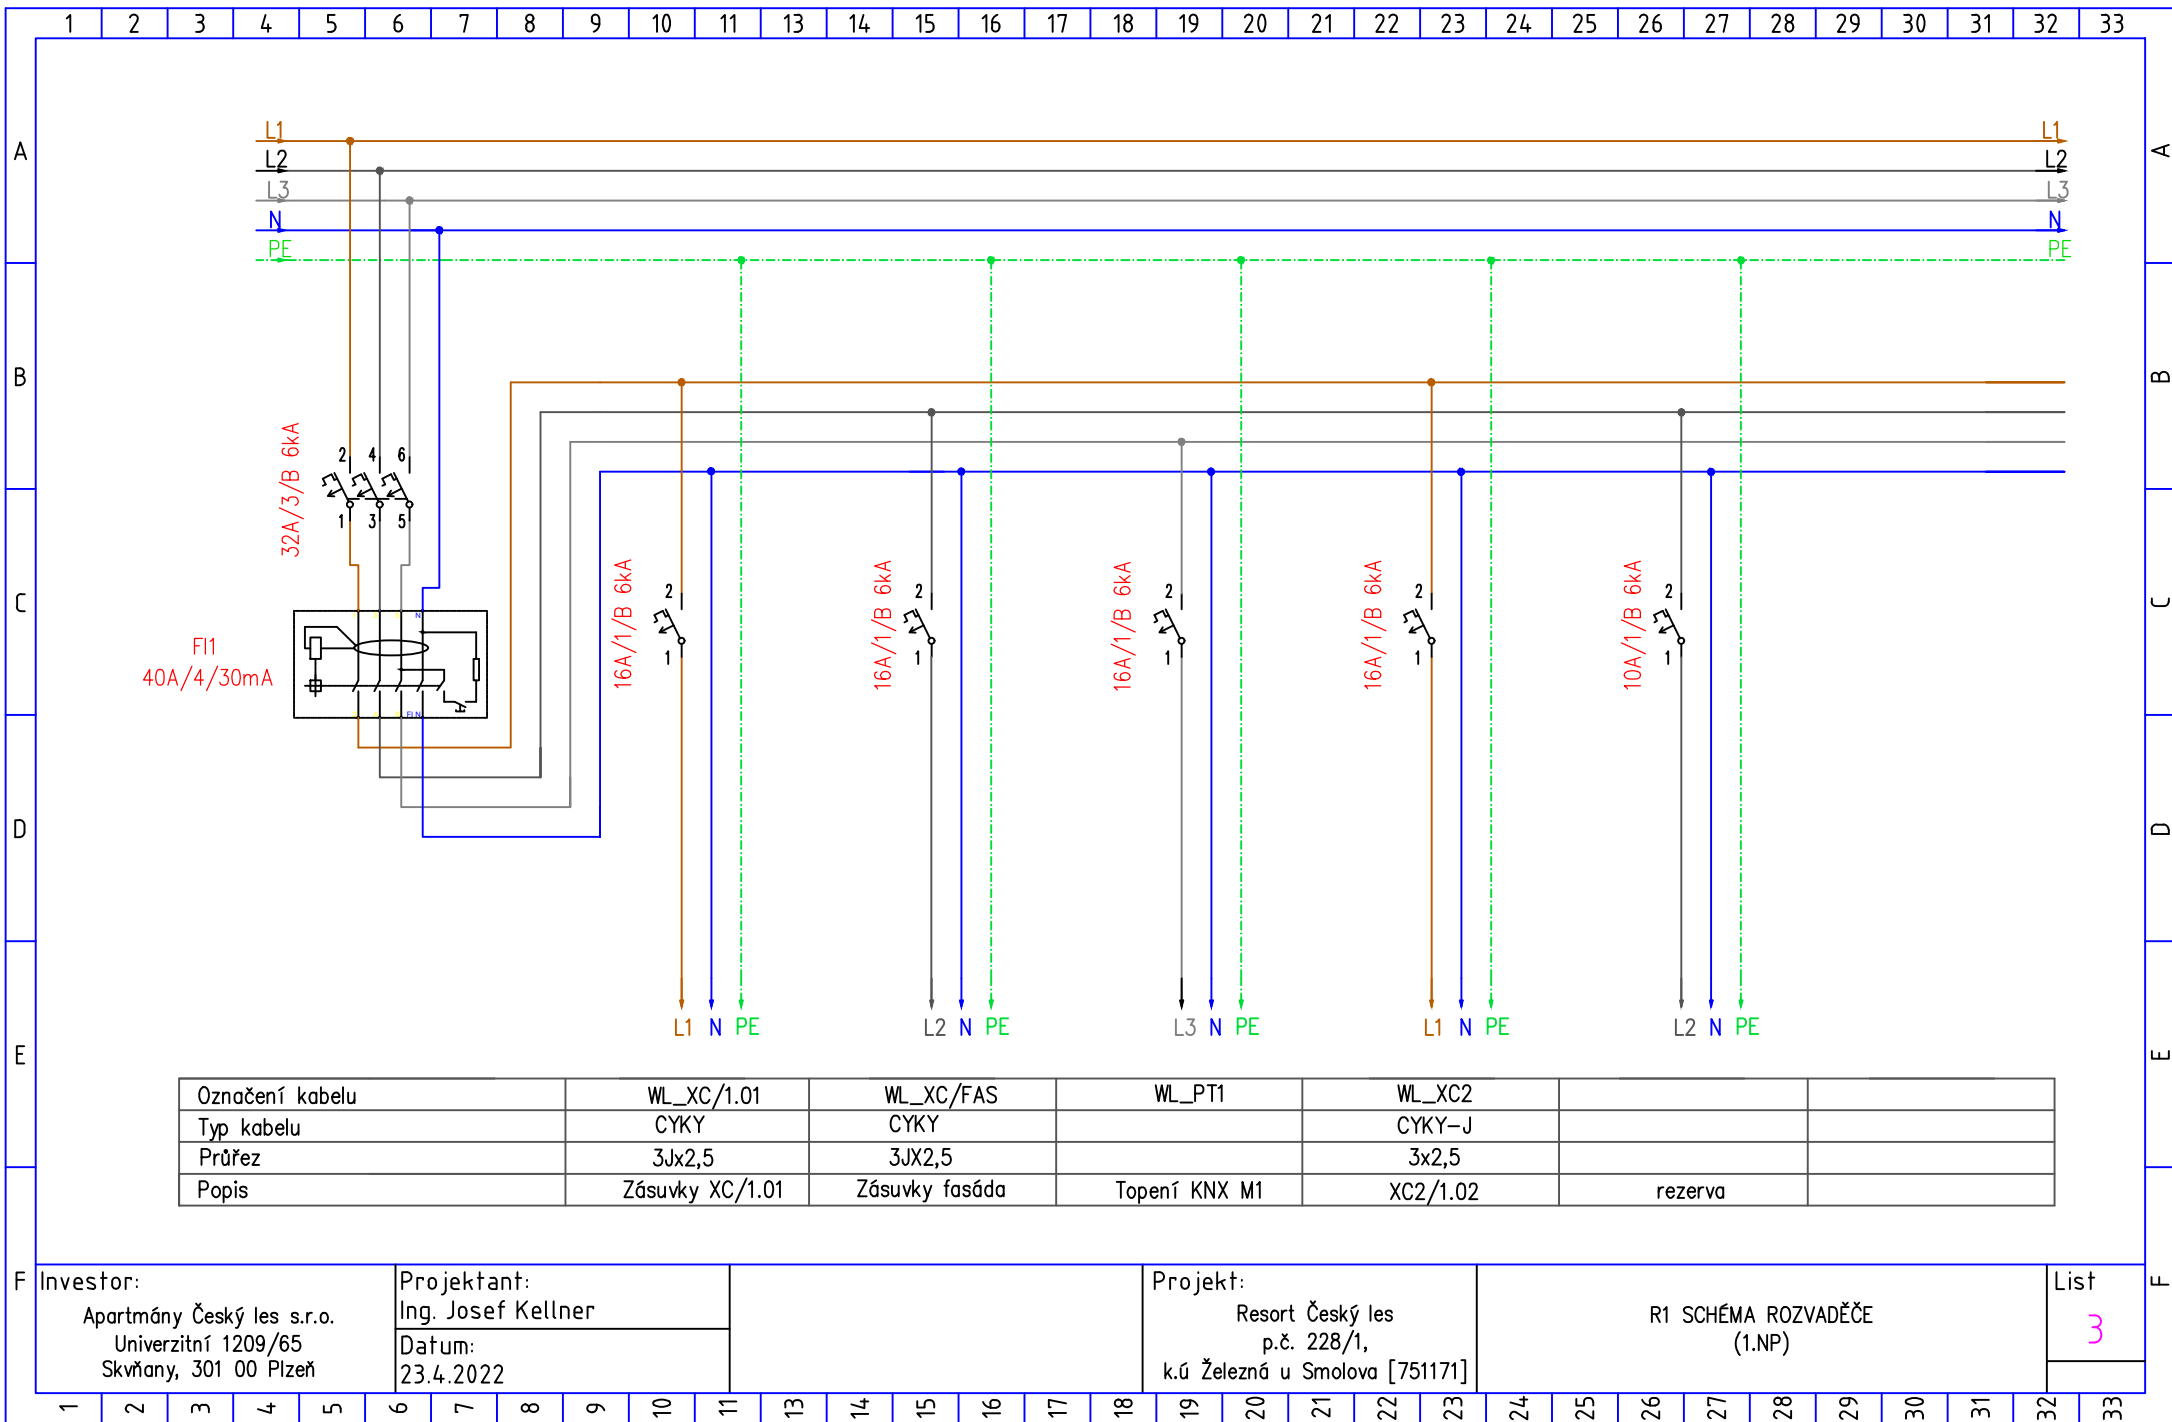 1 2 3 4 5 6 7 8 9 10 11 13 14 15 16 17 18 19 20 21 22 23 24 25 26 27 28 29 30 31 32 33
A L1 L1 A
L2 L2
L3 L3
N N
PE PE
B B
32A/3/B 6kA
2 4 6
1 3 5
C C
16A/1/B 6kA 2 1
16A/1/B 6kA 2 1
16A/1/B 6kA 2 1
16A/1/B 6kA 2 1
10A/1/B 6kA 2 1
N
FI1
40A/4/30mA
FI N
D D
L1 N PE L2 N PE L3 N PE L1 N PE L2 N PE
E E
Označení kabelu WL_XC/1.01 WL_XC/FAS WL_PT1 WL_XC2
Typ kabelu CYKY CYKY CYKY-J
Průřez 3Jx2,5 3JX2,5 3x2,5
Popis Zásuvky XC/1.01 Zásuvky fasáda Topení KNX M1 XC2/1.02 rezerva
F F
Investor:
Apartmány Český les s.r.o.
Univerzitní 1209/65
Skvňany, 301 00 Plzeň
Projektant:
Ing. Josef Kellner
Datum:
23.4.2022
Projekt:
Resort Český les
p.č. 228/1,
k.ú Železná u Smolova [751171]
R1 SCHÉMA ROZVADĚČE
(1.NP)
List
3
1 2 3 4 5 6 7 8 9 10 11 13 14 15 16 17 18 19 20 21 22 23 24 25 26 27 28 29 30 31 32 33